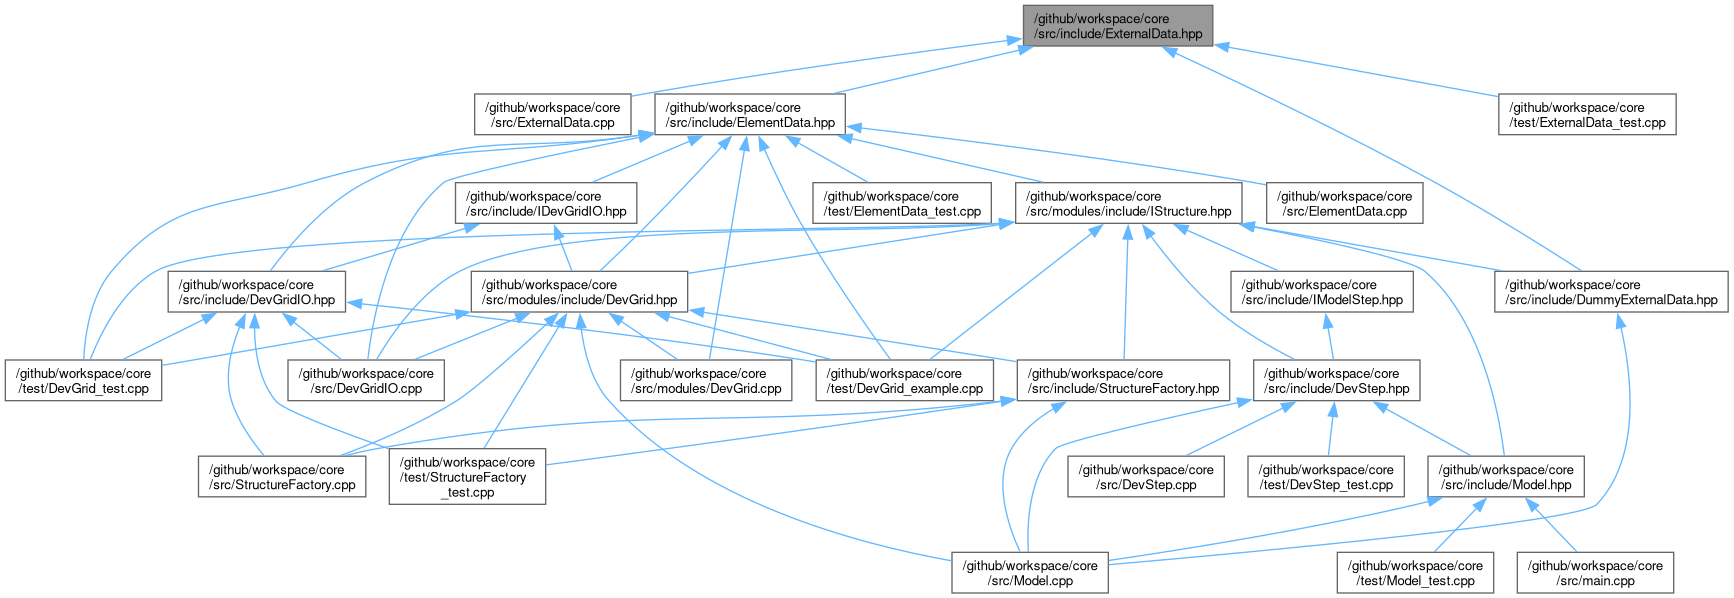 /github/workspace/core
/src/include/ExternalData.hpp
/github/workspace/core
/src/ExternalData.cpp
/github/workspace/core
/src/include/ElementData.hpp
/github/workspace/core
/test/ExternalData_test.cpp
/github/workspace/core
/src/include/IDevGridIO.hpp
/github/workspace/core
/test/ElementData_test.cpp
/github/workspace/core
/src/modules/include/IStructure.hpp
/github/workspace/core
/src/ElementData.cpp
/github/workspace/core
/src/include/DevGridIO.hpp
/github/workspace/core
/src/modules/include/DevGrid.hpp
/github/workspace/core
/src/include/IModelStep.hpp
/github/workspace/core
/src/include/DummyExternalData.hpp
/github/workspace/core
/test/DevGrid_test.cpp
/github/workspace/core
/src/DevGridIO.cpp
/github/workspace/core
/src/modules/DevGrid.cpp
/github/workspace/core
/test/DevGrid_example.cpp
/github/workspace/core
/src/include/StructureFactory.hpp
/github/workspace/core
/src/include/DevStep.hpp
/github/workspace/core
/src/StructureFactory.cpp
/github/workspace/core
/test/StructureFactory
_test.cpp
/github/workspace/core
/src/DevStep.cpp
/github/workspace/core
/test/DevStep_test.cpp
/github/workspace/core
/src/include/Model.hpp
/github/workspace/core
/src/Model.cpp
/github/workspace/core
/test/Model_test.cpp
/github/workspace/core
/src/main.cpp